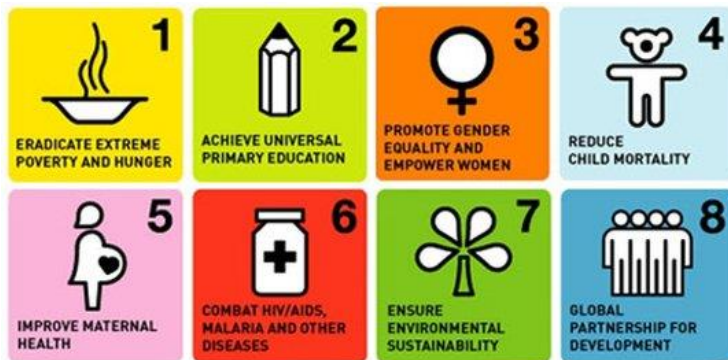 1
ERADICATE EXTREME
POVERTY AND HUNGER
2
ACHIEVE UNIVERSAL
PRIMARY EDUCATION
3
PROMOTE GENDER
EQUALITY AND
EMPOWER WOMEN
4
REDUCE
CHILD MORTALITY
5
IMPROVE MATERNAL
HEALTH
6
COMBAT HIV/AIDS,
MALARIA AND OTHER
DISEASES
7
ENSURE
ENVIRONMENTAL
SUSTAINABILITY
8
GLOBAL
PARTNERSHIP FOR
DEVELOPMENT